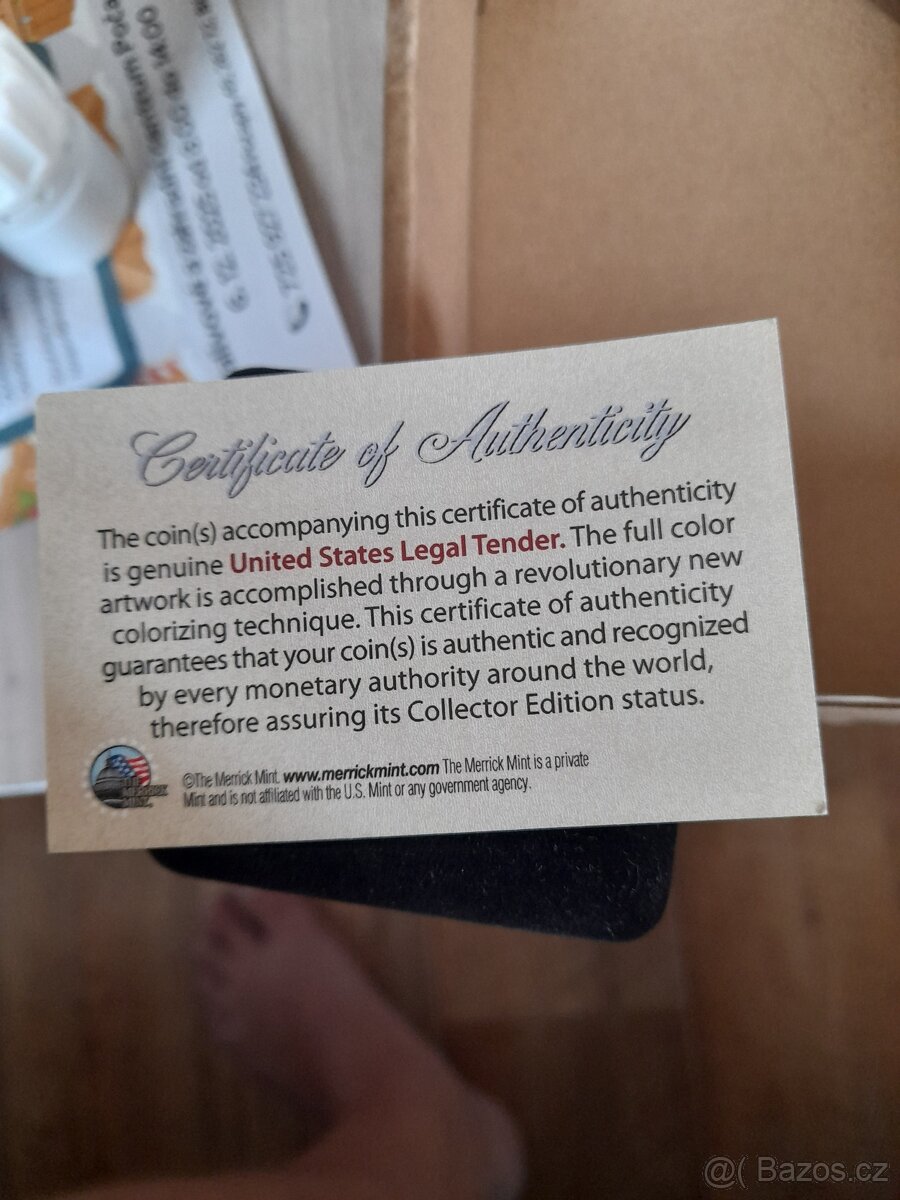 Certificate of Authenticity
The coin(s) accompanying this certificate of authenticity
is genuine United States Legal Tender. The full color
artwork is accomplished through a revolutionary new
colorizing technique. This certificate of authenticity
guarantees that your coin(s) is authentic and recognized
by every monetary authority around the world,
therefore assuring its Collector Edition status.
©The Merrick Mint. www.merrickmint.com The Merrick Mint is a private
Mint and is not affiliated with the U.S. Mint or any government agency.
@( Bazos.cz